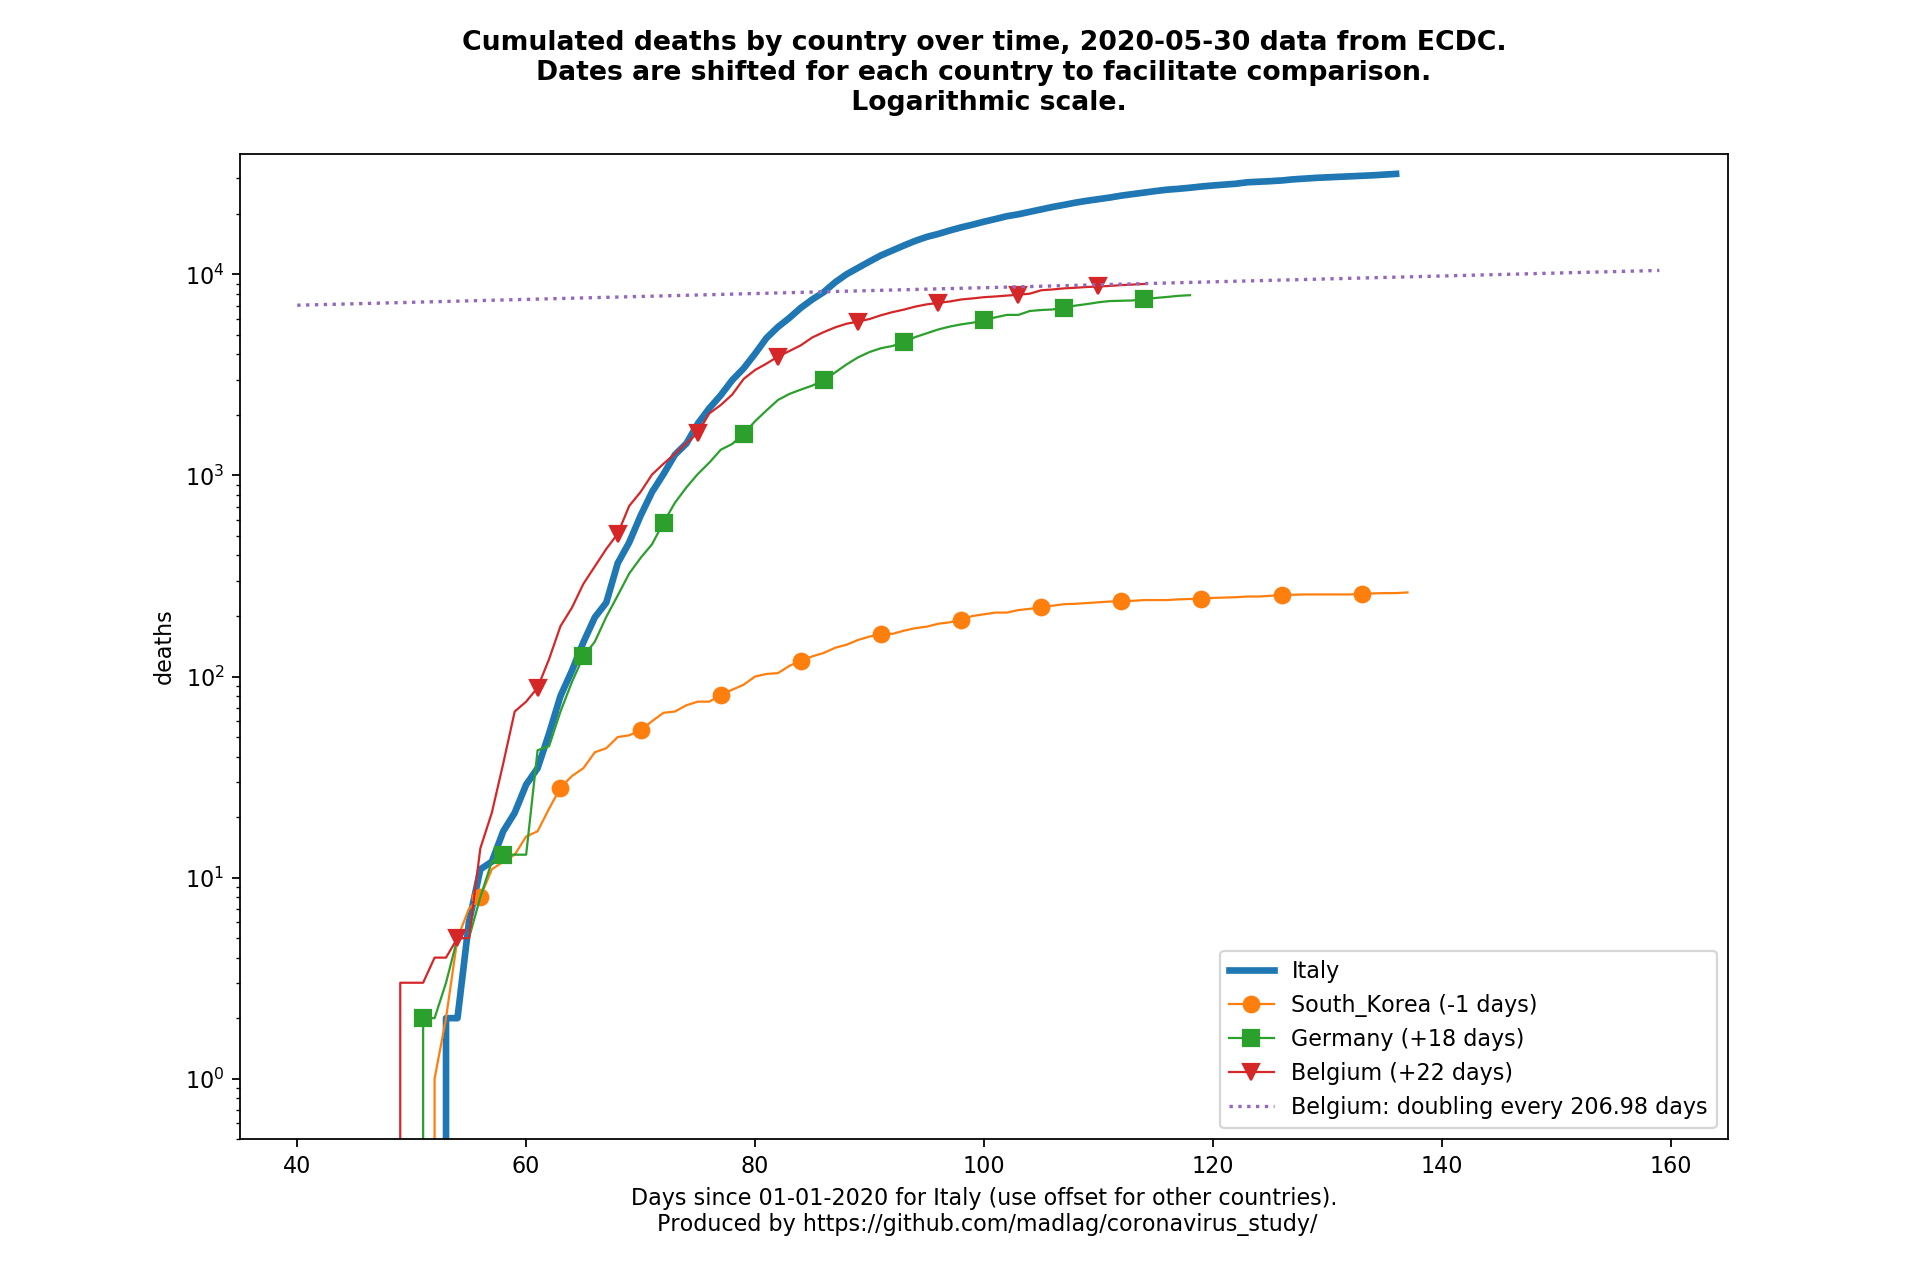 Cumulated deaths by country over time, 2020-05-30 data from ECDC.
Dates are shifted for each country to facilitate comparison.
Logarithmic scale.
deaths
10^4
10^3
10^2
10^1
10^0
Italy
South_Korea (-1 days)
Germany (+18 days)
Belgium (+22 days)
Belgium: doubling every 206.98 days
40 60 80 100 120 140 160
Days since 01-01-2020 for Italy (use offset for other countries).
Produced by https://github.com/madlag/coronavirus_study/